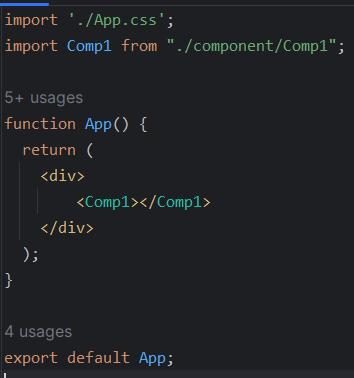 import './App.css';
import Comp1 from "./component/Comp1";
5+ usages
function App() {
  return (
    <div>
        <Comp1></Comp1>
    </div>
  );
}
4 usages
export default App;